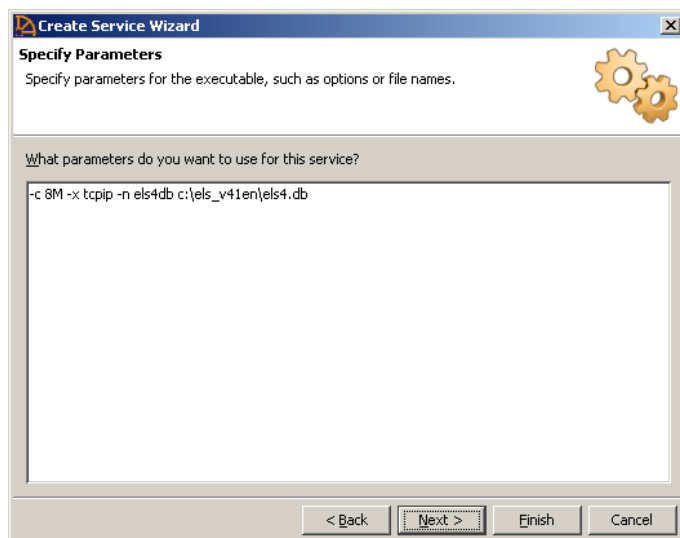 Create Service Wizard
Specify Parameters
Specify parameters for the executable, such as options or file names.
What parameters do you want to use for this service?
-c 8M -x tcpip -n els4db c:\els_v41en\els4.db
< Back
Next >
Finish
Cancel